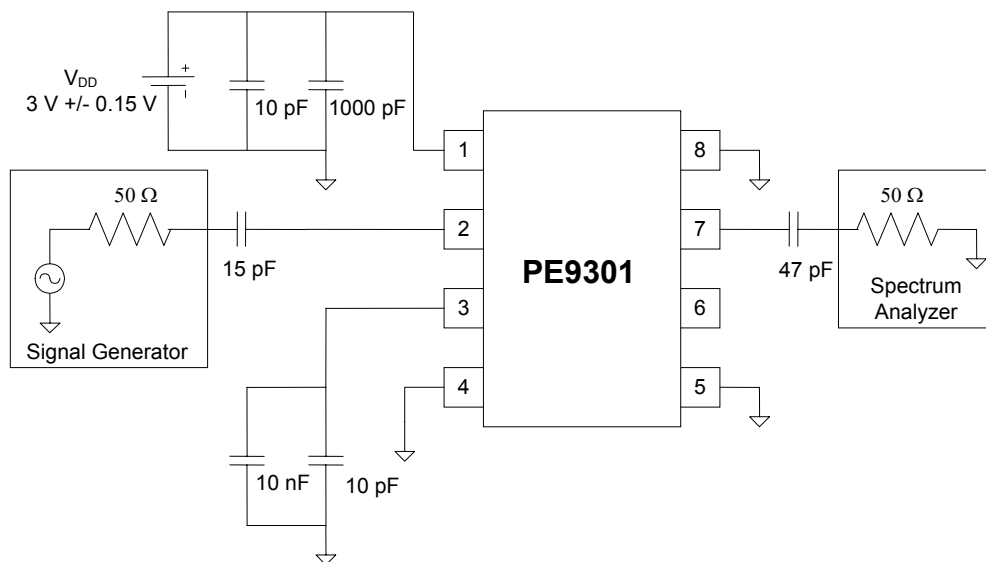 V_DD
3 V +/- 0.15 V
+
-
10 pF
1000 pF
50 Ω
Signal Generator
15 pF
1
2
3
4
PE9301
8
7
6
5
47 pF
50 Ω
Spectrum
Analyzer
10 nF
10 pF